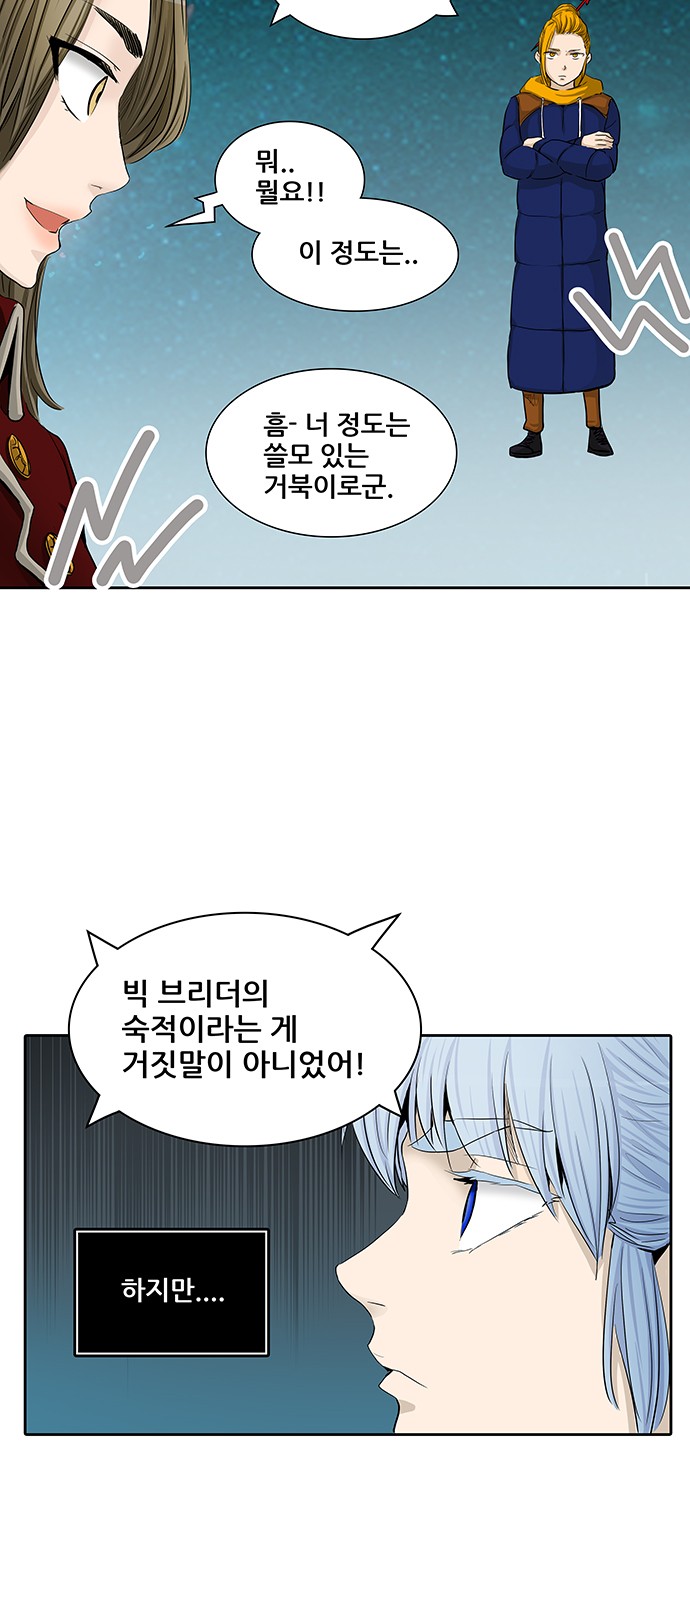 뭐..
뭘요!!
이 정도는..
흠- 너 정도는
쓸모 있는
거북이로군.
빅 브리더의
숙적이라는 게
거짓말이 아니었어!
하지만....